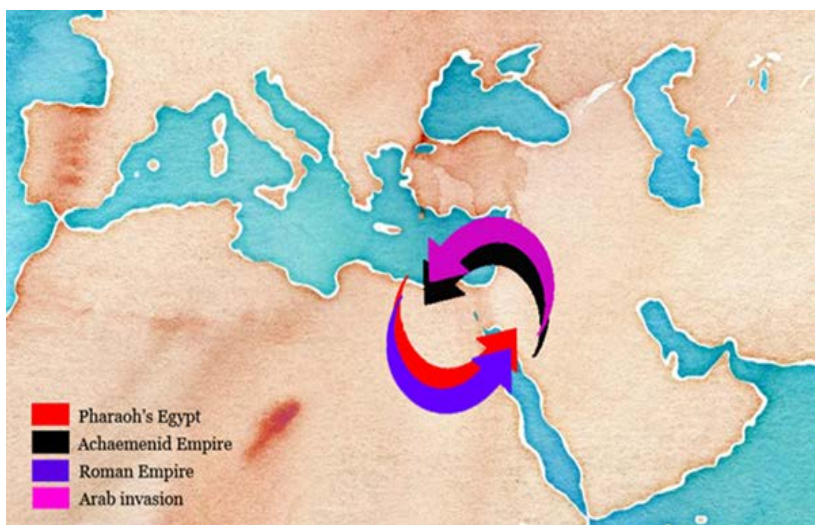 Pharaoh's Egypt
Achaemenid Empire
Roman Empire
Arab invasion